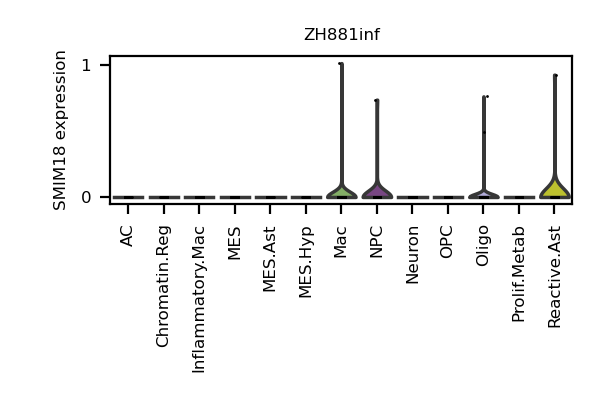 ZH881inf
SMIM18 expression
1
0
AC
Chromatin.Reg
Inflammatory.Mac
MES
MES.Ast
MES.Hyp
Mac
NPC
Neuron
OPC
Oligo
Prolif.Metab
Reactive.Ast